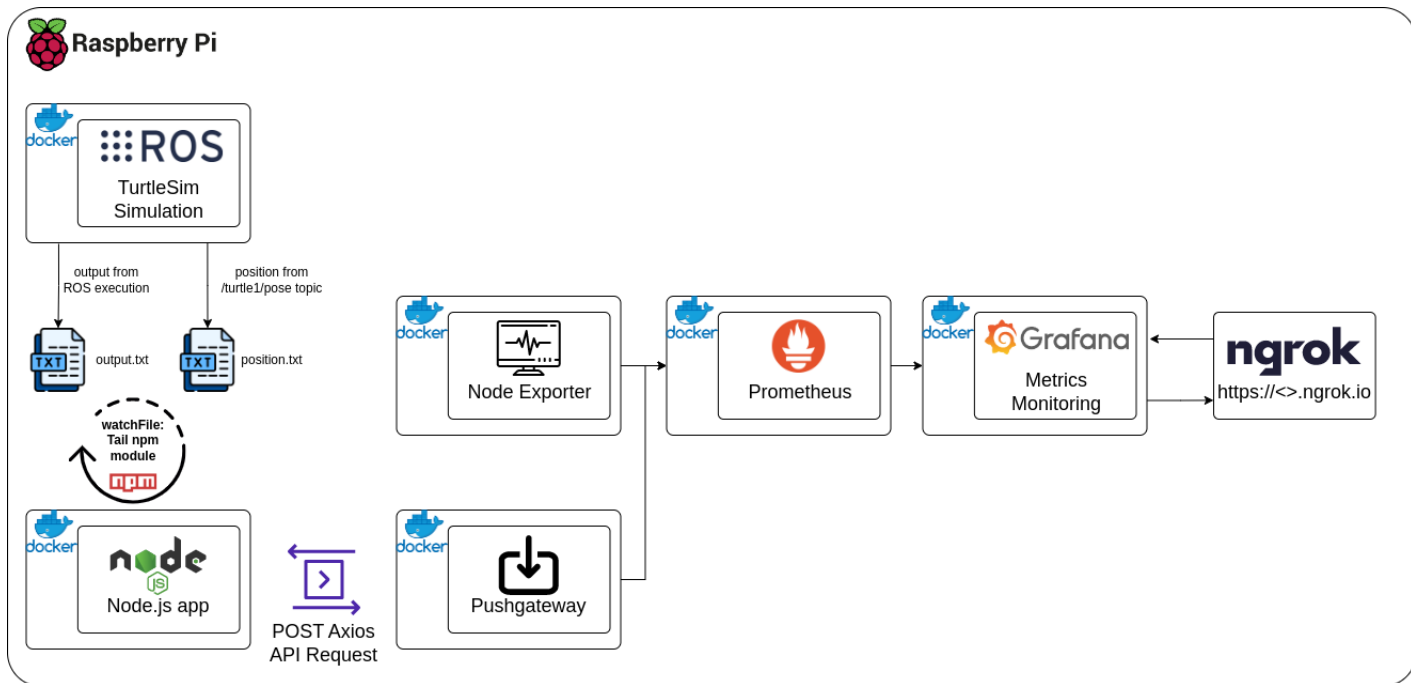 Raspberry Pi
docker
ROS
TurtleSim
Simulation
output from
ROS execution
position from
/turtle1/pose topic
TXT
output.txt
TXT
position.txt
watchFile:
Tail npm
module
npm
docker
node
JS
Node.js app
POST Axios
API Request
docker
Node Exporter
docker
Pushgateway
docker
Prometheus
docker
Grafana
Metrics
Monitoring
ngrok
https://<>.ngrok.io